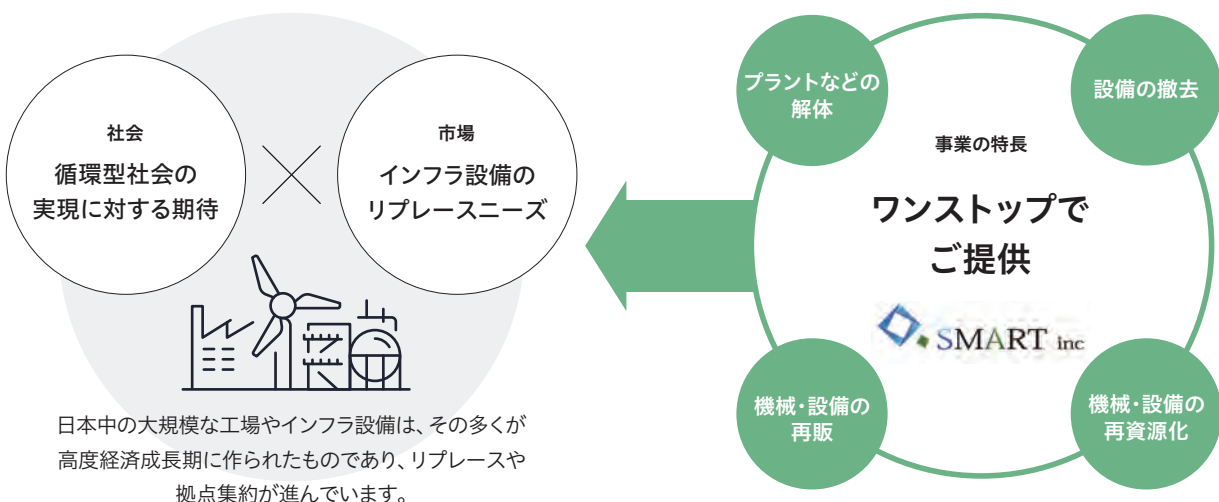 社会
循環型社会の
実現に対する期待
市場
インフラ設備の
リプレースニーズ
日本中の大規模な工場やインフラ設備は、その多くが
高度経済成長期に作られたものであり、リプレースや
拠点集約が進んでいます。
プラントなどの
解体
設備の撤去
事業の特長
ワンストップで
ご提供
SMART inc
機械・設備の
再販
機械・設備の
再資源化